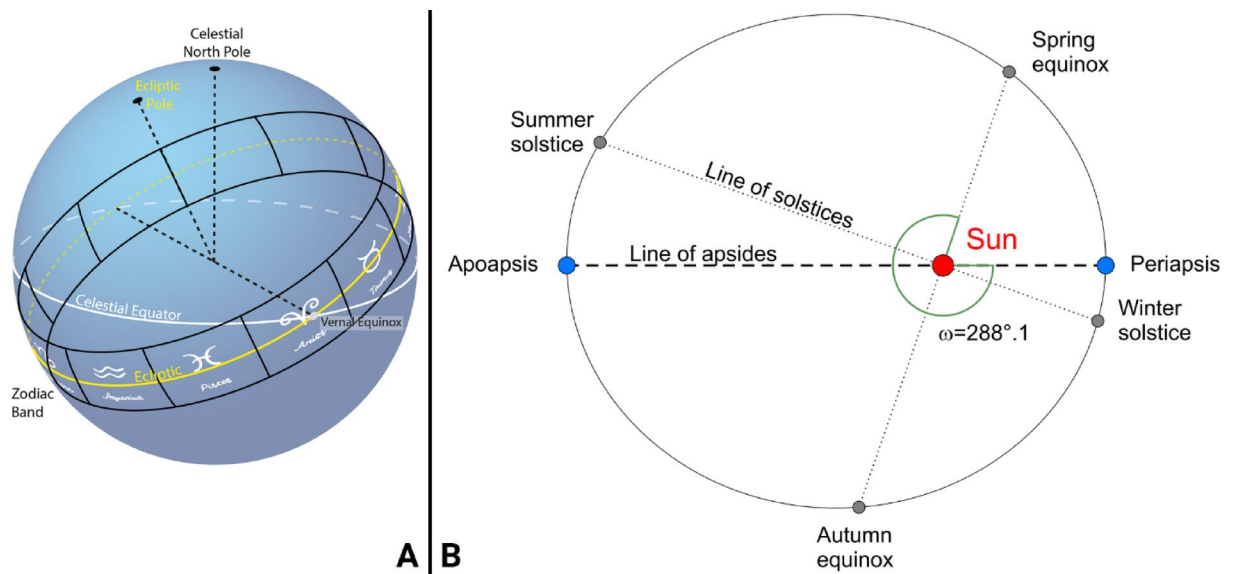 Celestial
North Pole
Ecliptic
Pole
Celestial Equator
Vernal Equinox
Taurus
Aries
Ecliptic
Pisces
Aquarius
Zodiac
Band
A
B
Spring
equinox
Summer
solstice
Line of solstices
Sun
Apoapsis
Line of apsides
Periapsis
Winter
solstice
ω=288°.1
Autumn
equinox